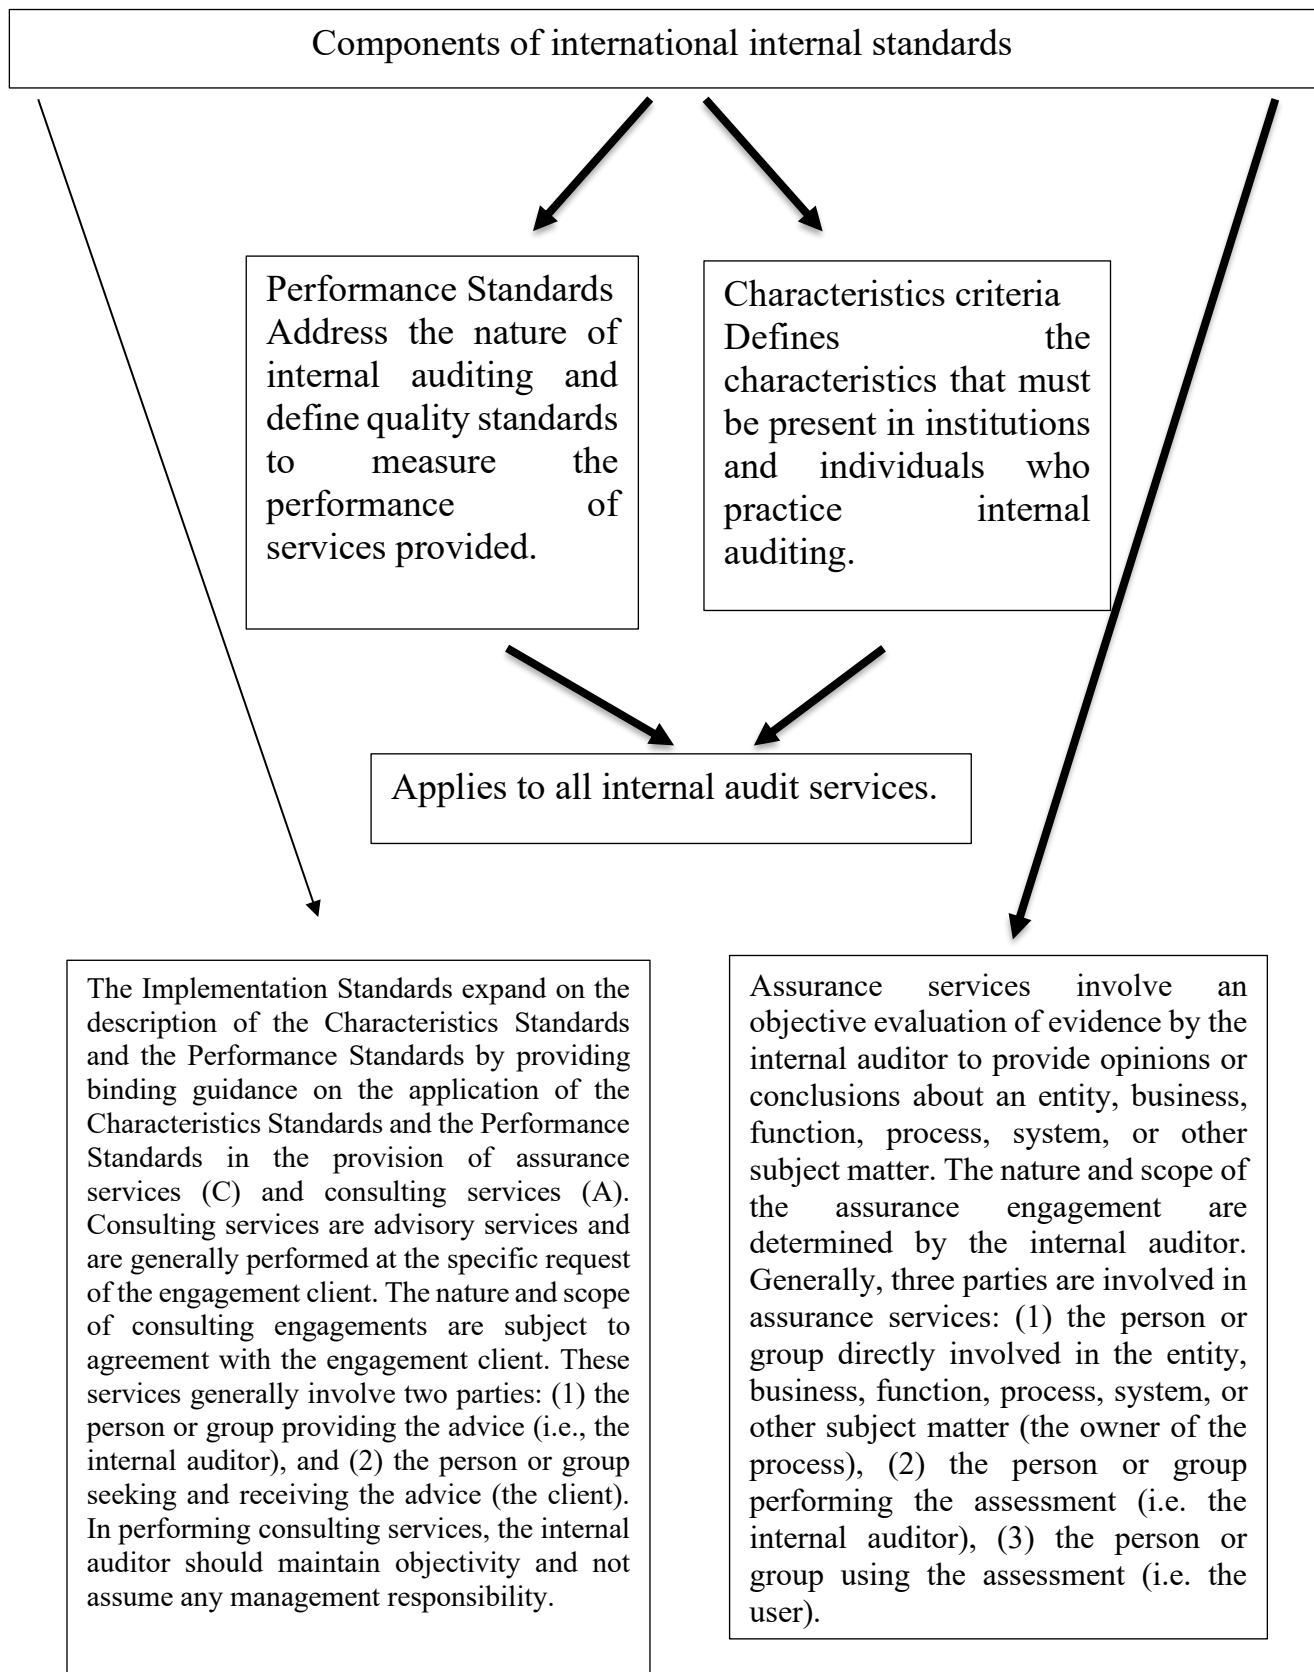 Components of international internal standards
Performance Standards
Address the nature of
internal auditing and
define quality standards
to measure the
performance of
services provided.
Characteristics criteria
Defines the
characteristics that must
be present in institutions
and individuals who
practice internal
auditing.
Applies to all internal audit services.
The Implementation Standards expand on the
description of the Characteristics Standards
and the Performance Standards by providing
binding guidance on the application of the
Characteristics Standards and the Performance
Standards in the provision of assurance
services (C) and consulting services (A).
Consulting services are advisory services and
are generally performed at the specific request
of the engagement client. The nature and scope
of consulting engagements are subject to
agreement with the engagement client. These
services generally involve two parties: (1) the
person or group providing the advice (i.e., the
internal auditor), and (2) the person or group
seeking and receiving the advice (the client).
In performing consulting services, the internal
auditor should maintain objectivity and not
assume any management responsibility.
Assurance services involve an
objective evaluation of evidence by the
internal auditor to provide opinions or
conclusions about an entity, business,
function, process, system, or other
subject matter. The nature and scope of
the assurance engagement are
determined by the internal auditor.
Generally, three parties are involved in
assurance services: (1) the person or
group directly involved in the entity,
business, function, process, system, or
other subject matter (the owner of the
process), (2) the person or group
performing the assessment (i.e. the
internal auditor), (3) the person or
group using the assessment (i.e. the
user).